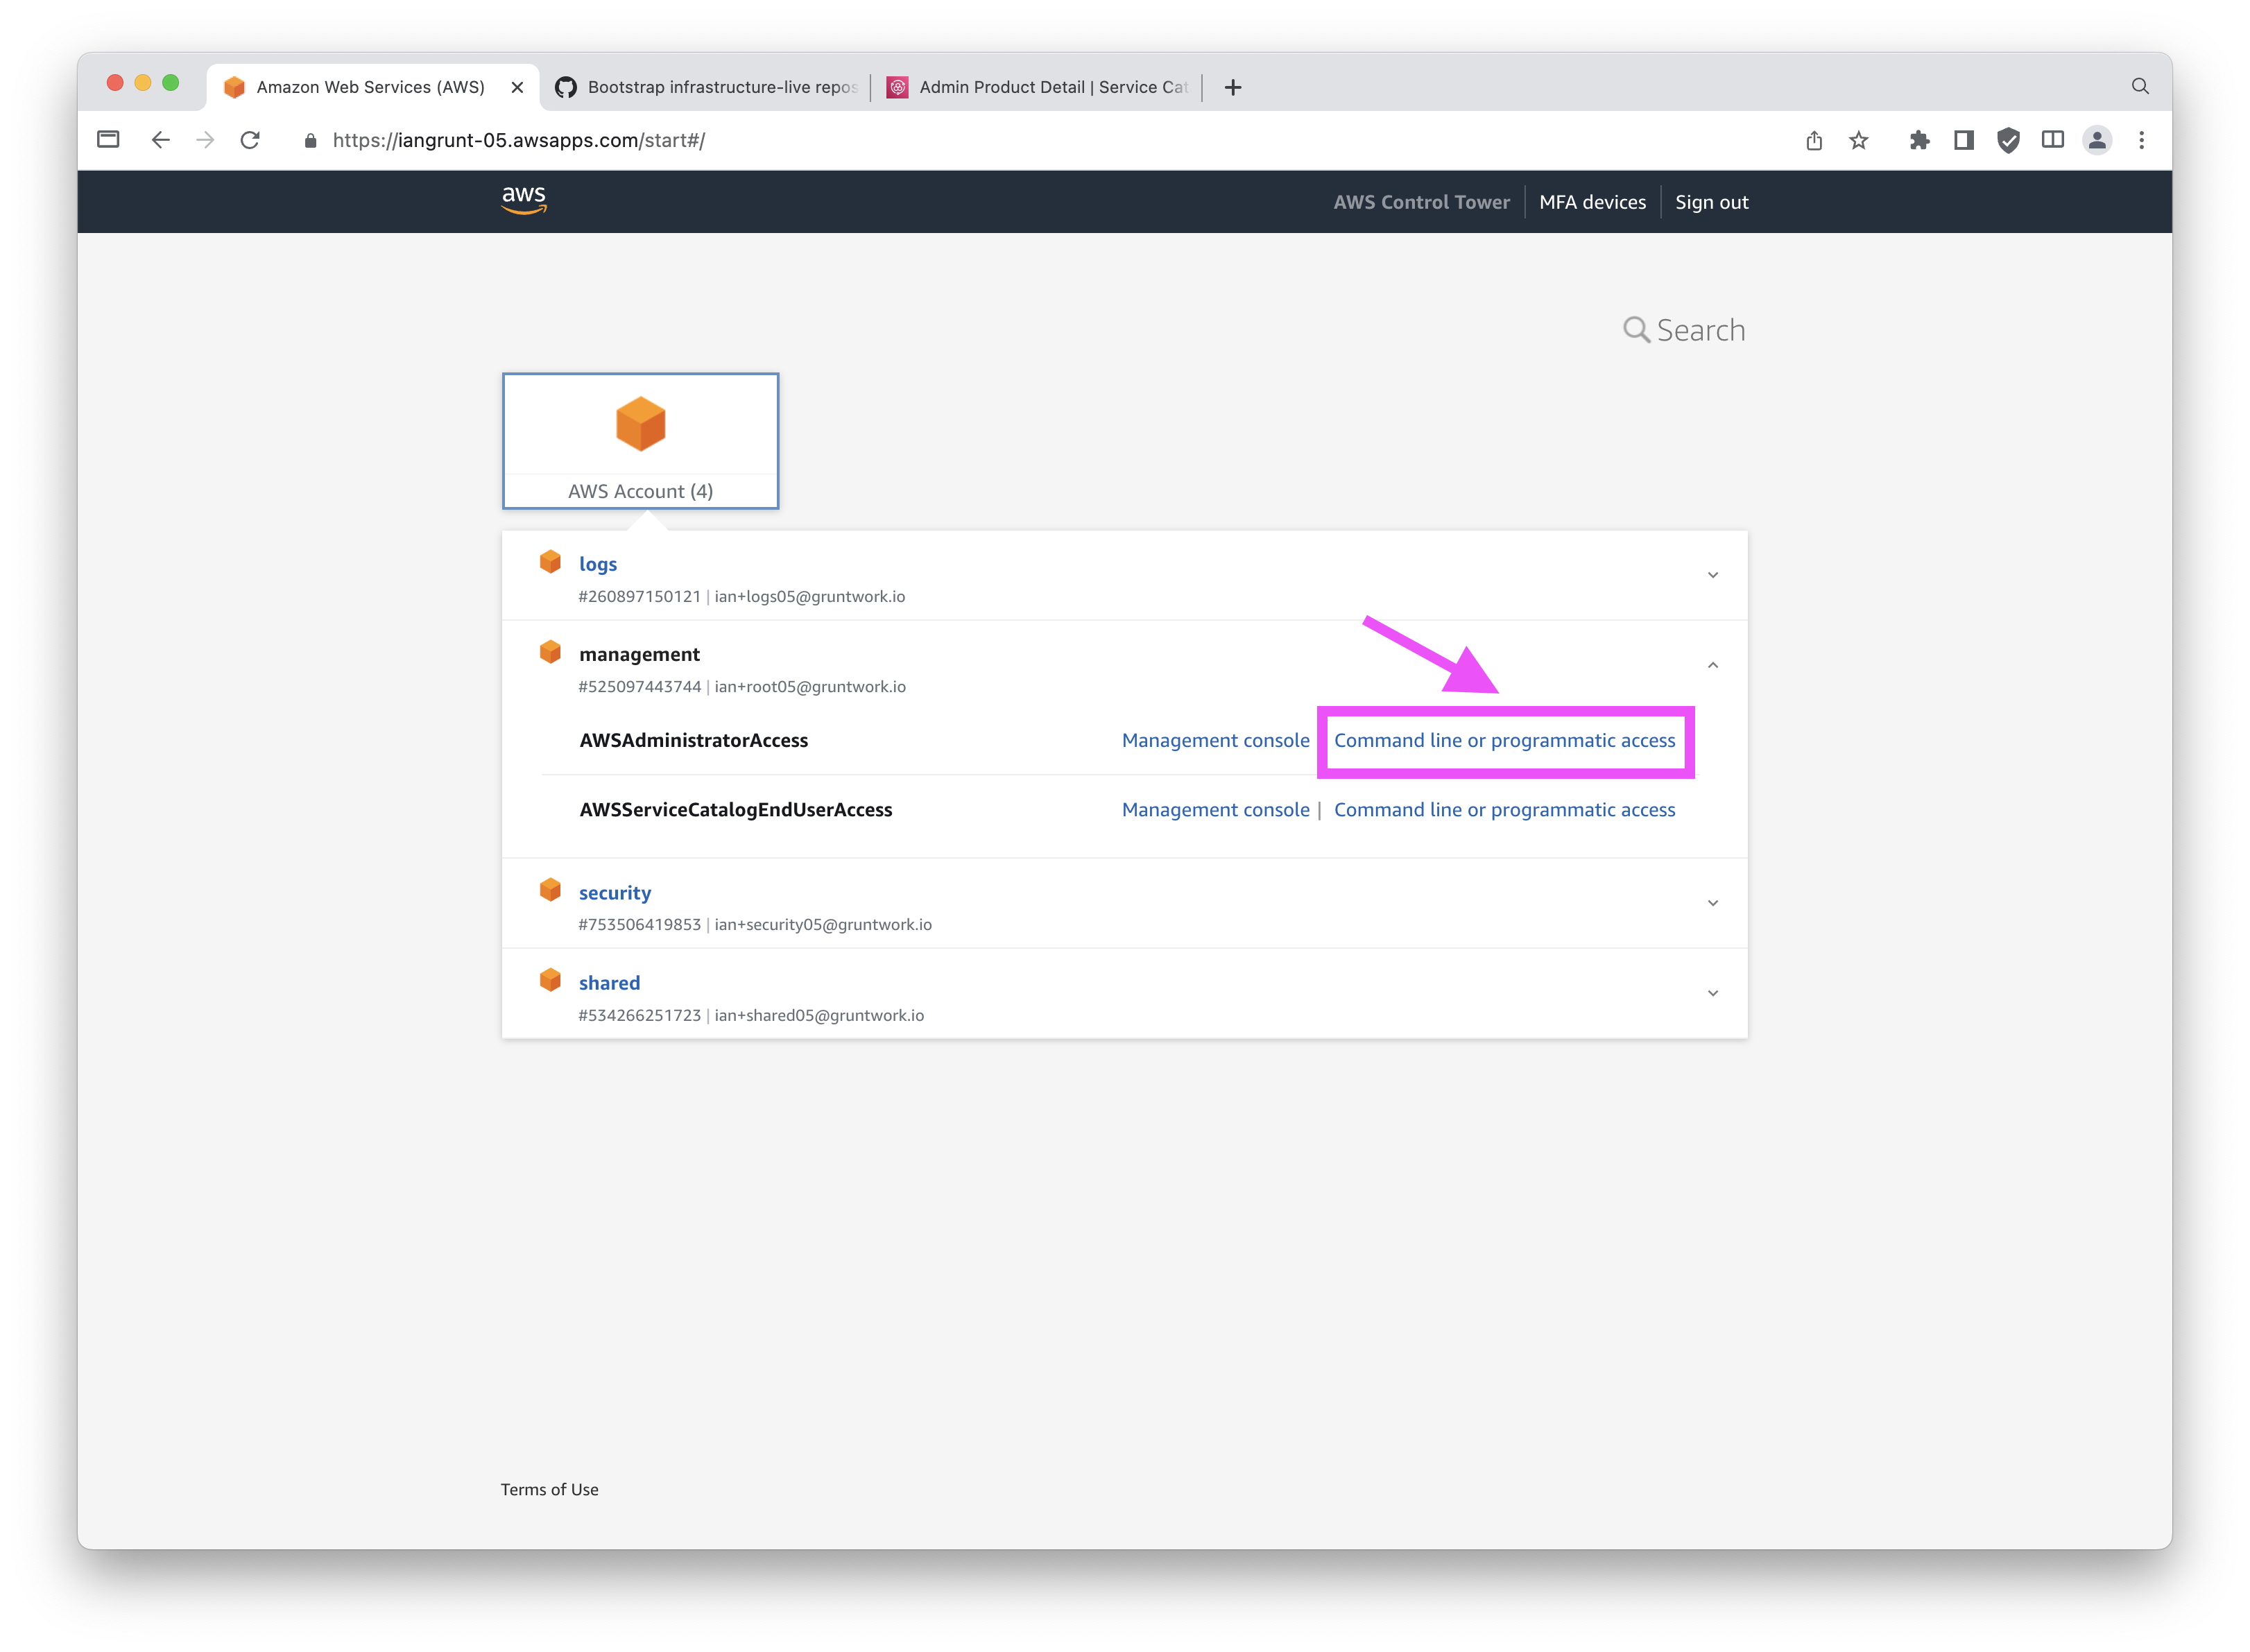 Amazon Web Services (AWS)
Bootstrap infrastructure-live repos
Admin Product Detail | Service Cat
https://iangrunt-05.awsapps.com/start#/
aws
AWS Control Tower
MFA devices
Sign out
Search
AWS Account (4)
logs
#260897150121 | ian+logs05@gruntwork.io
management
#525097443744 | ian+root05@gruntwork.io
AWSAdministratorAccess Management console Command line or programmatic access
AWSServiceCatalogEndUserAccess Management console | Command line or programmatic access
security
#753506419853 | ian+security05@gruntwork.io
shared
#534266251723 | ian+shared05@gruntwork.io
Terms of Use